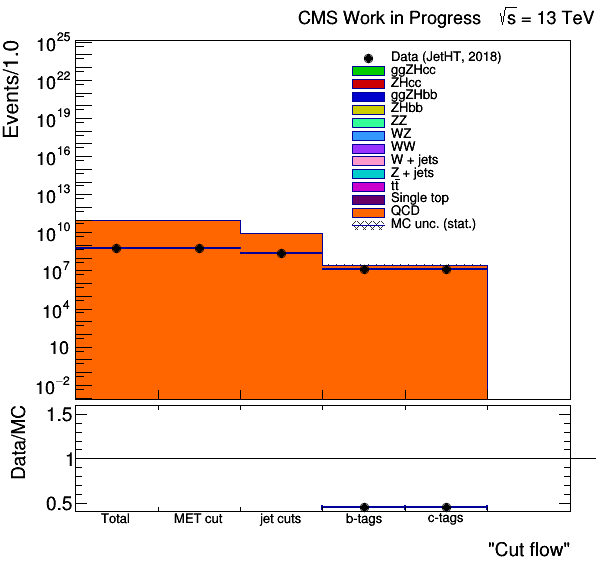 CMS Work in Progress √s = 13 TeV
Events/1.0
10^25
10^22
10^19
10^16
10^13
10^10
10^7
10^4
10
10^−2
Data (JetHT, 2018)
ggZHcc
ZHcc
ggZHbb
ZHbb
ZZ
WZ
WW
W + jets
Z + jets
tt̄
Single top
QCD
MC unc. (stat.)
Data/MC
1.5
1
0.5
Total MET cut jet cuts b-tags c-tags
"Cut flow"